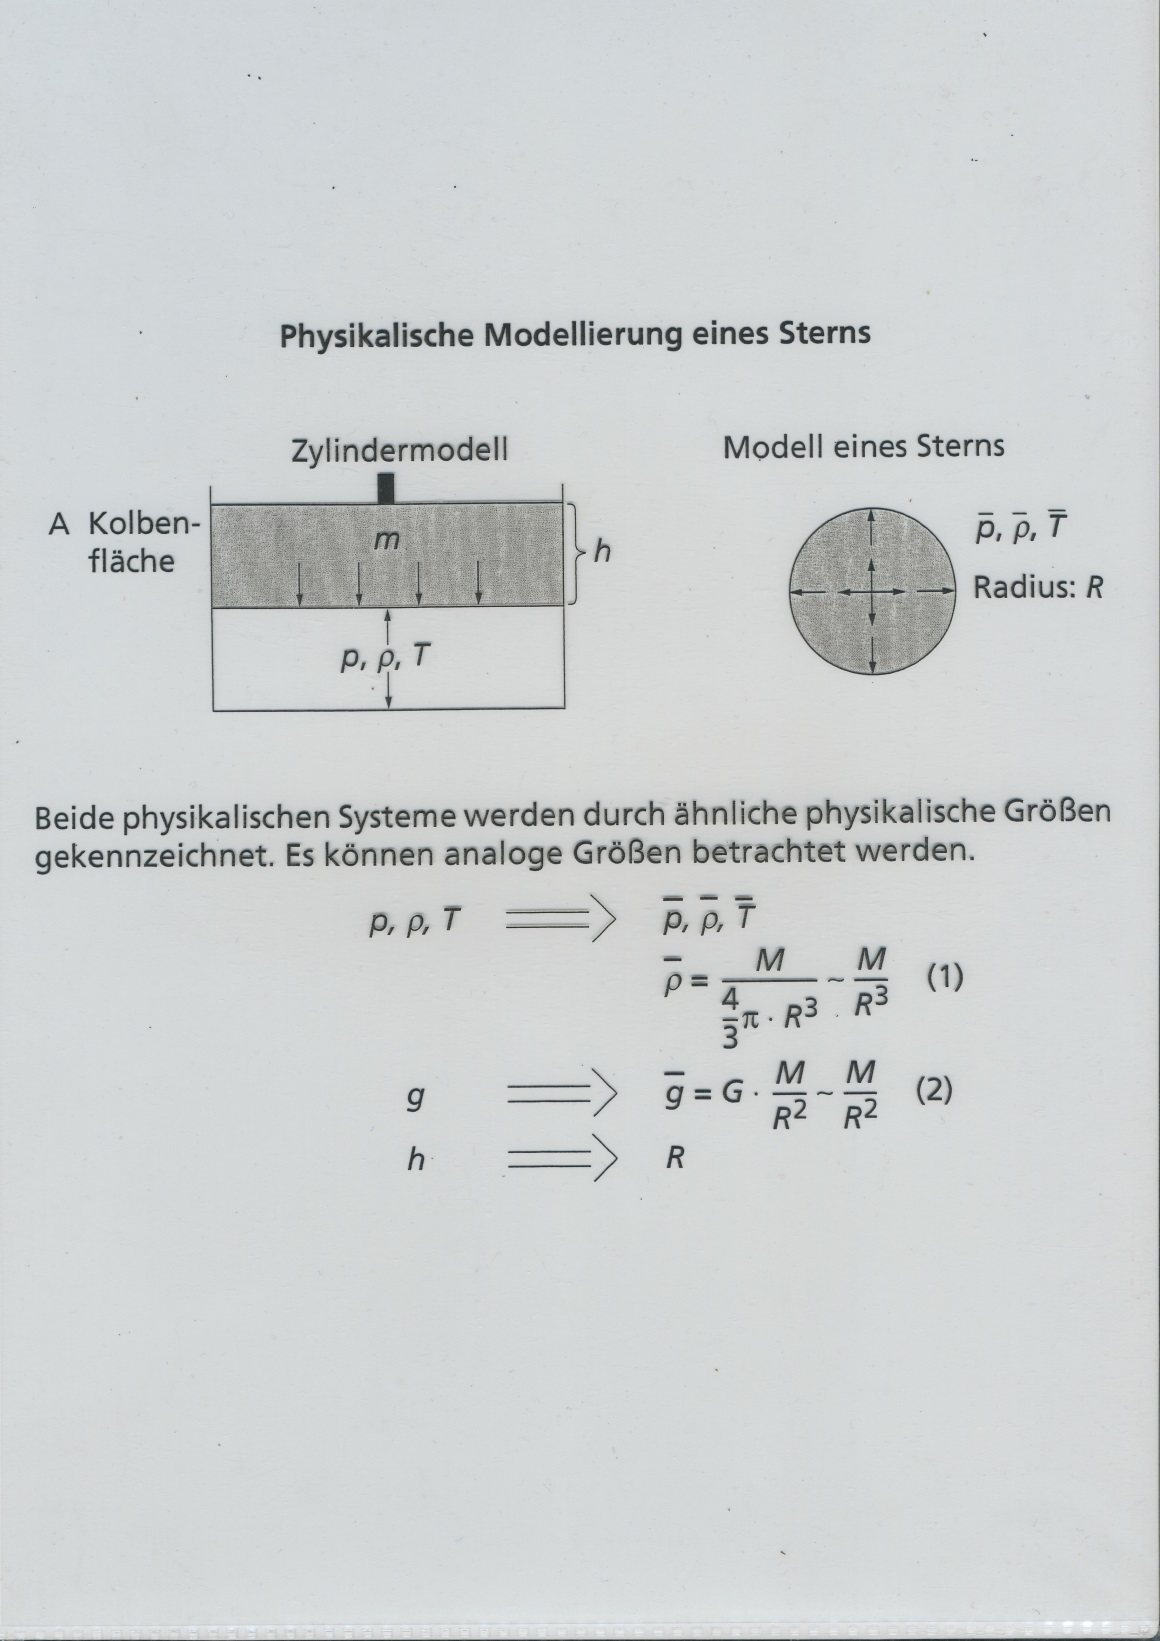 Physikalische Modellierung eines Sterns
Zylindermodell
A Kolben-
fläche
m
h
p, ρ, T
Modell eines Sterns
p̅, ρ̅, T̅
Radius: R
Beide physikalischen Systeme werden durch ähnliche physikalische Größen
gekennzeichnet. Es können analoge Größen betrachtet werden.
p, ρ, T ⟹ p̅, ρ̅, T̅
ρ̅ = M / (4/3 π · R³) ~ M/R³ (1)
g ⟹ g̅ = G · M/R² ~ M/R² (2)
h ⟹ R